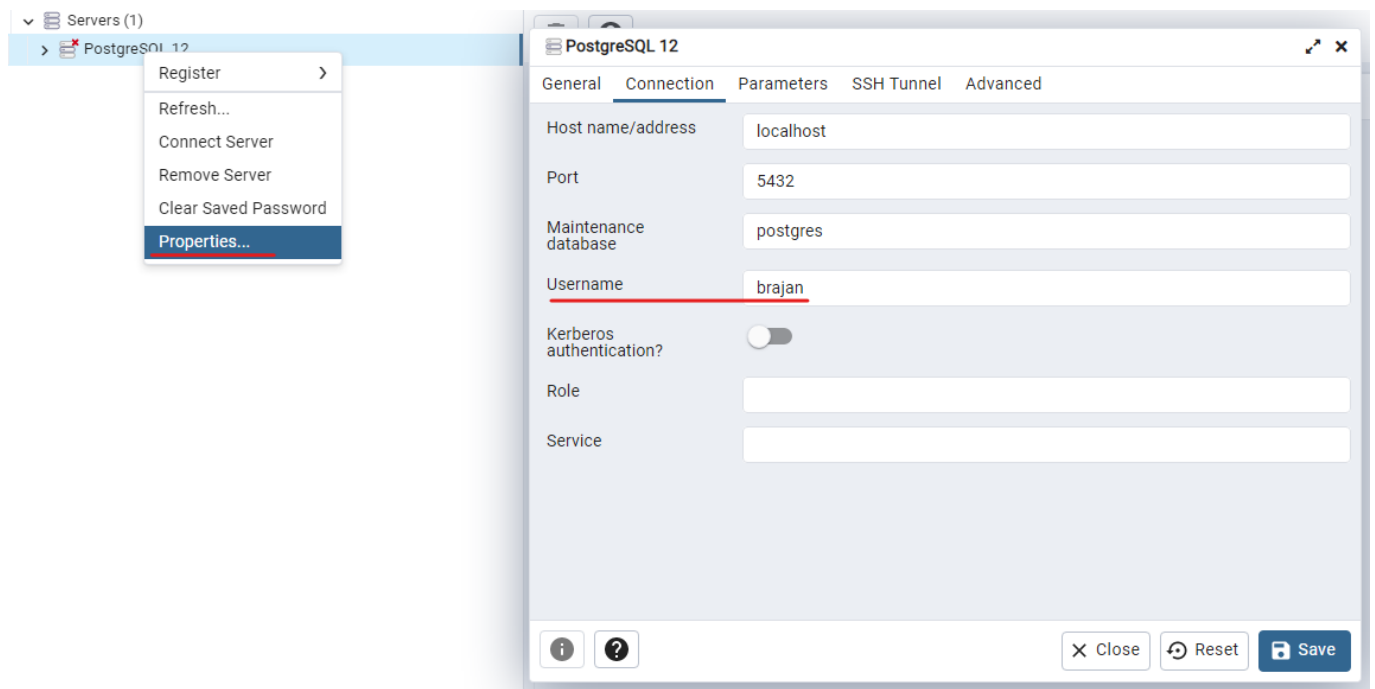 Servers (1)
PostgreSQL 12
Register
Refresh...
Connect Server
Remove Server
Clear Saved Password
Properties...
PostgreSQL 12
General Connection Parameters SSH Tunnel Advanced
Host name/address
localhost
Port
5432
Maintenance
database
postgres
Username
brajan
Kerberos
authentication?
Role
Service
Close
Reset
Save